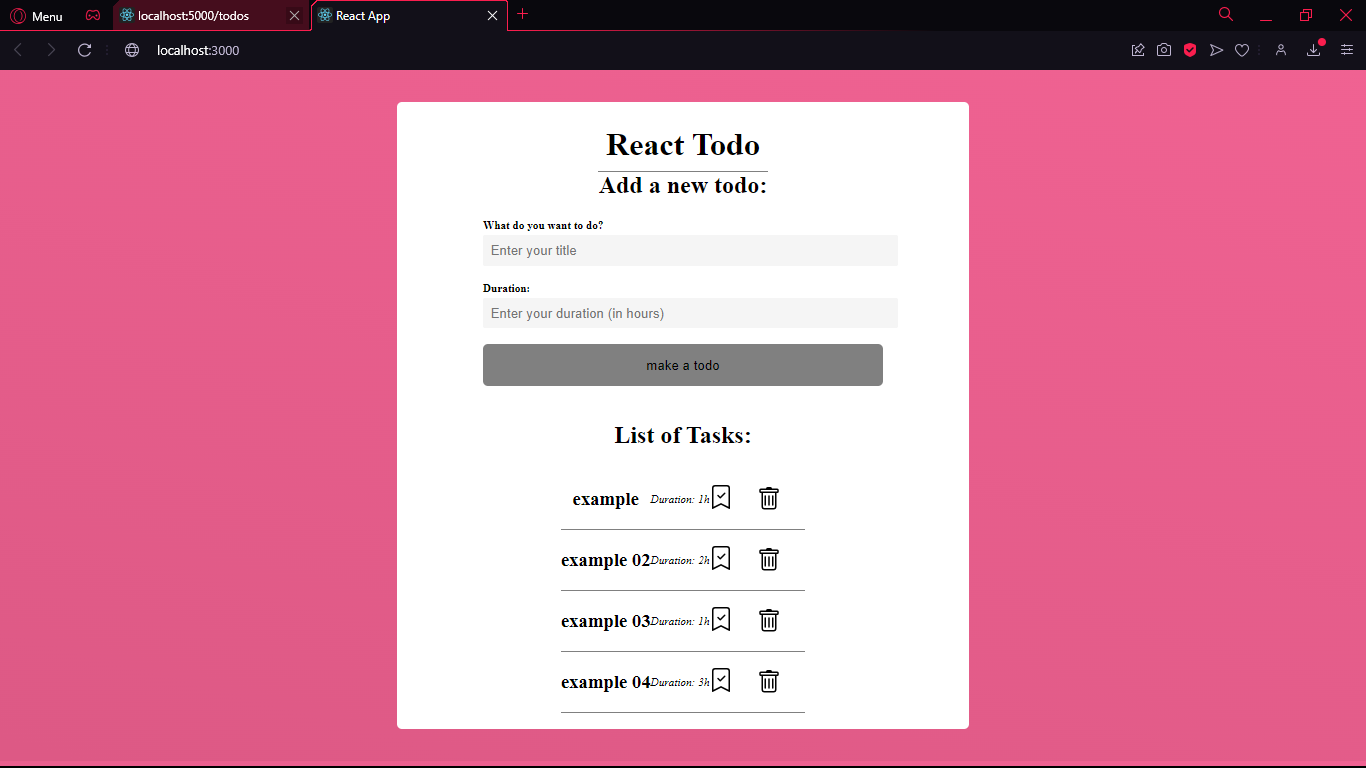 Menu
localhost:5000/todos
React App
localhost:3000
React Todo
Add a new todo:
What do you want to do?
Enter your title
Duration:
Enter your duration (in hours)
make a todo
List of Tasks:
example Duration: 1h
example 02 Duration: 2h
example 03 Duration: 1h
example 04 Duration: 3h